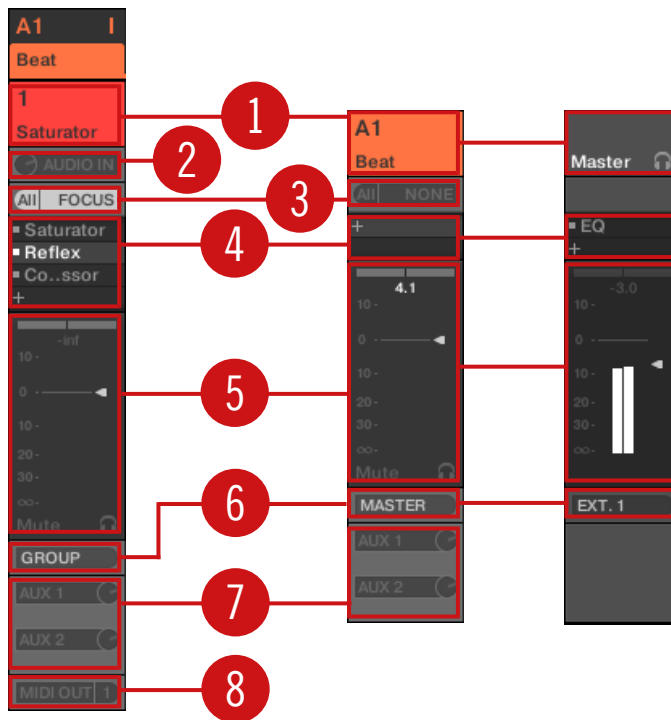 A1 I
Beat
1
Saturator
AUDIO IN
All FOCUS
Saturator
Reflex
Co..ssor
+
-inf
10 -
0 -
10 -
20 -
30 -
∞-
Mute
GROUP
AUX 1
AUX 2
MIDI OUT 1
1
2
3
4
5
6
7
8
A1
Beat
All NONE
+
4.1
10 -
0 -
10 -
20 -
30 -
∞-
Mute
MASTER
AUX 1
AUX 2
Master
EQ
+
-3.0
10 -
0 -
10 -
20 -
30 -
∞-
EXT. 1